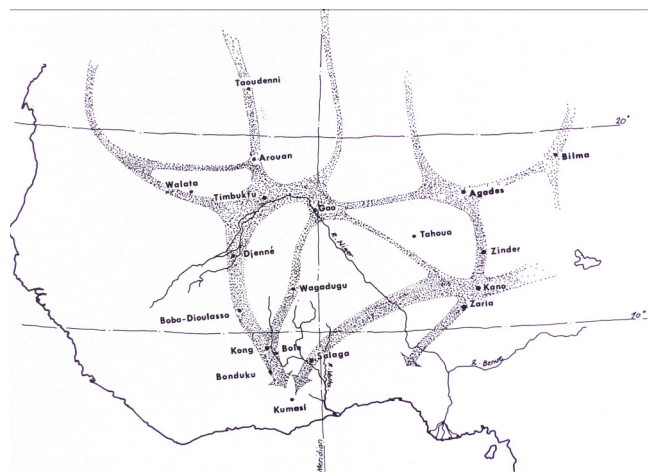 Taoudenni
20°
Arouan
Bilma
Walata
Timbuktu
Agades
Gao
Tahoua
R. Niger
Djenné
Zinder
Wagadugu
Kano
Zaria
Bobo-Dioulasso
10°
Kong
Bole
Salaga
R. Benue
Bonduku
R. Volta
Kumasi
Meridian